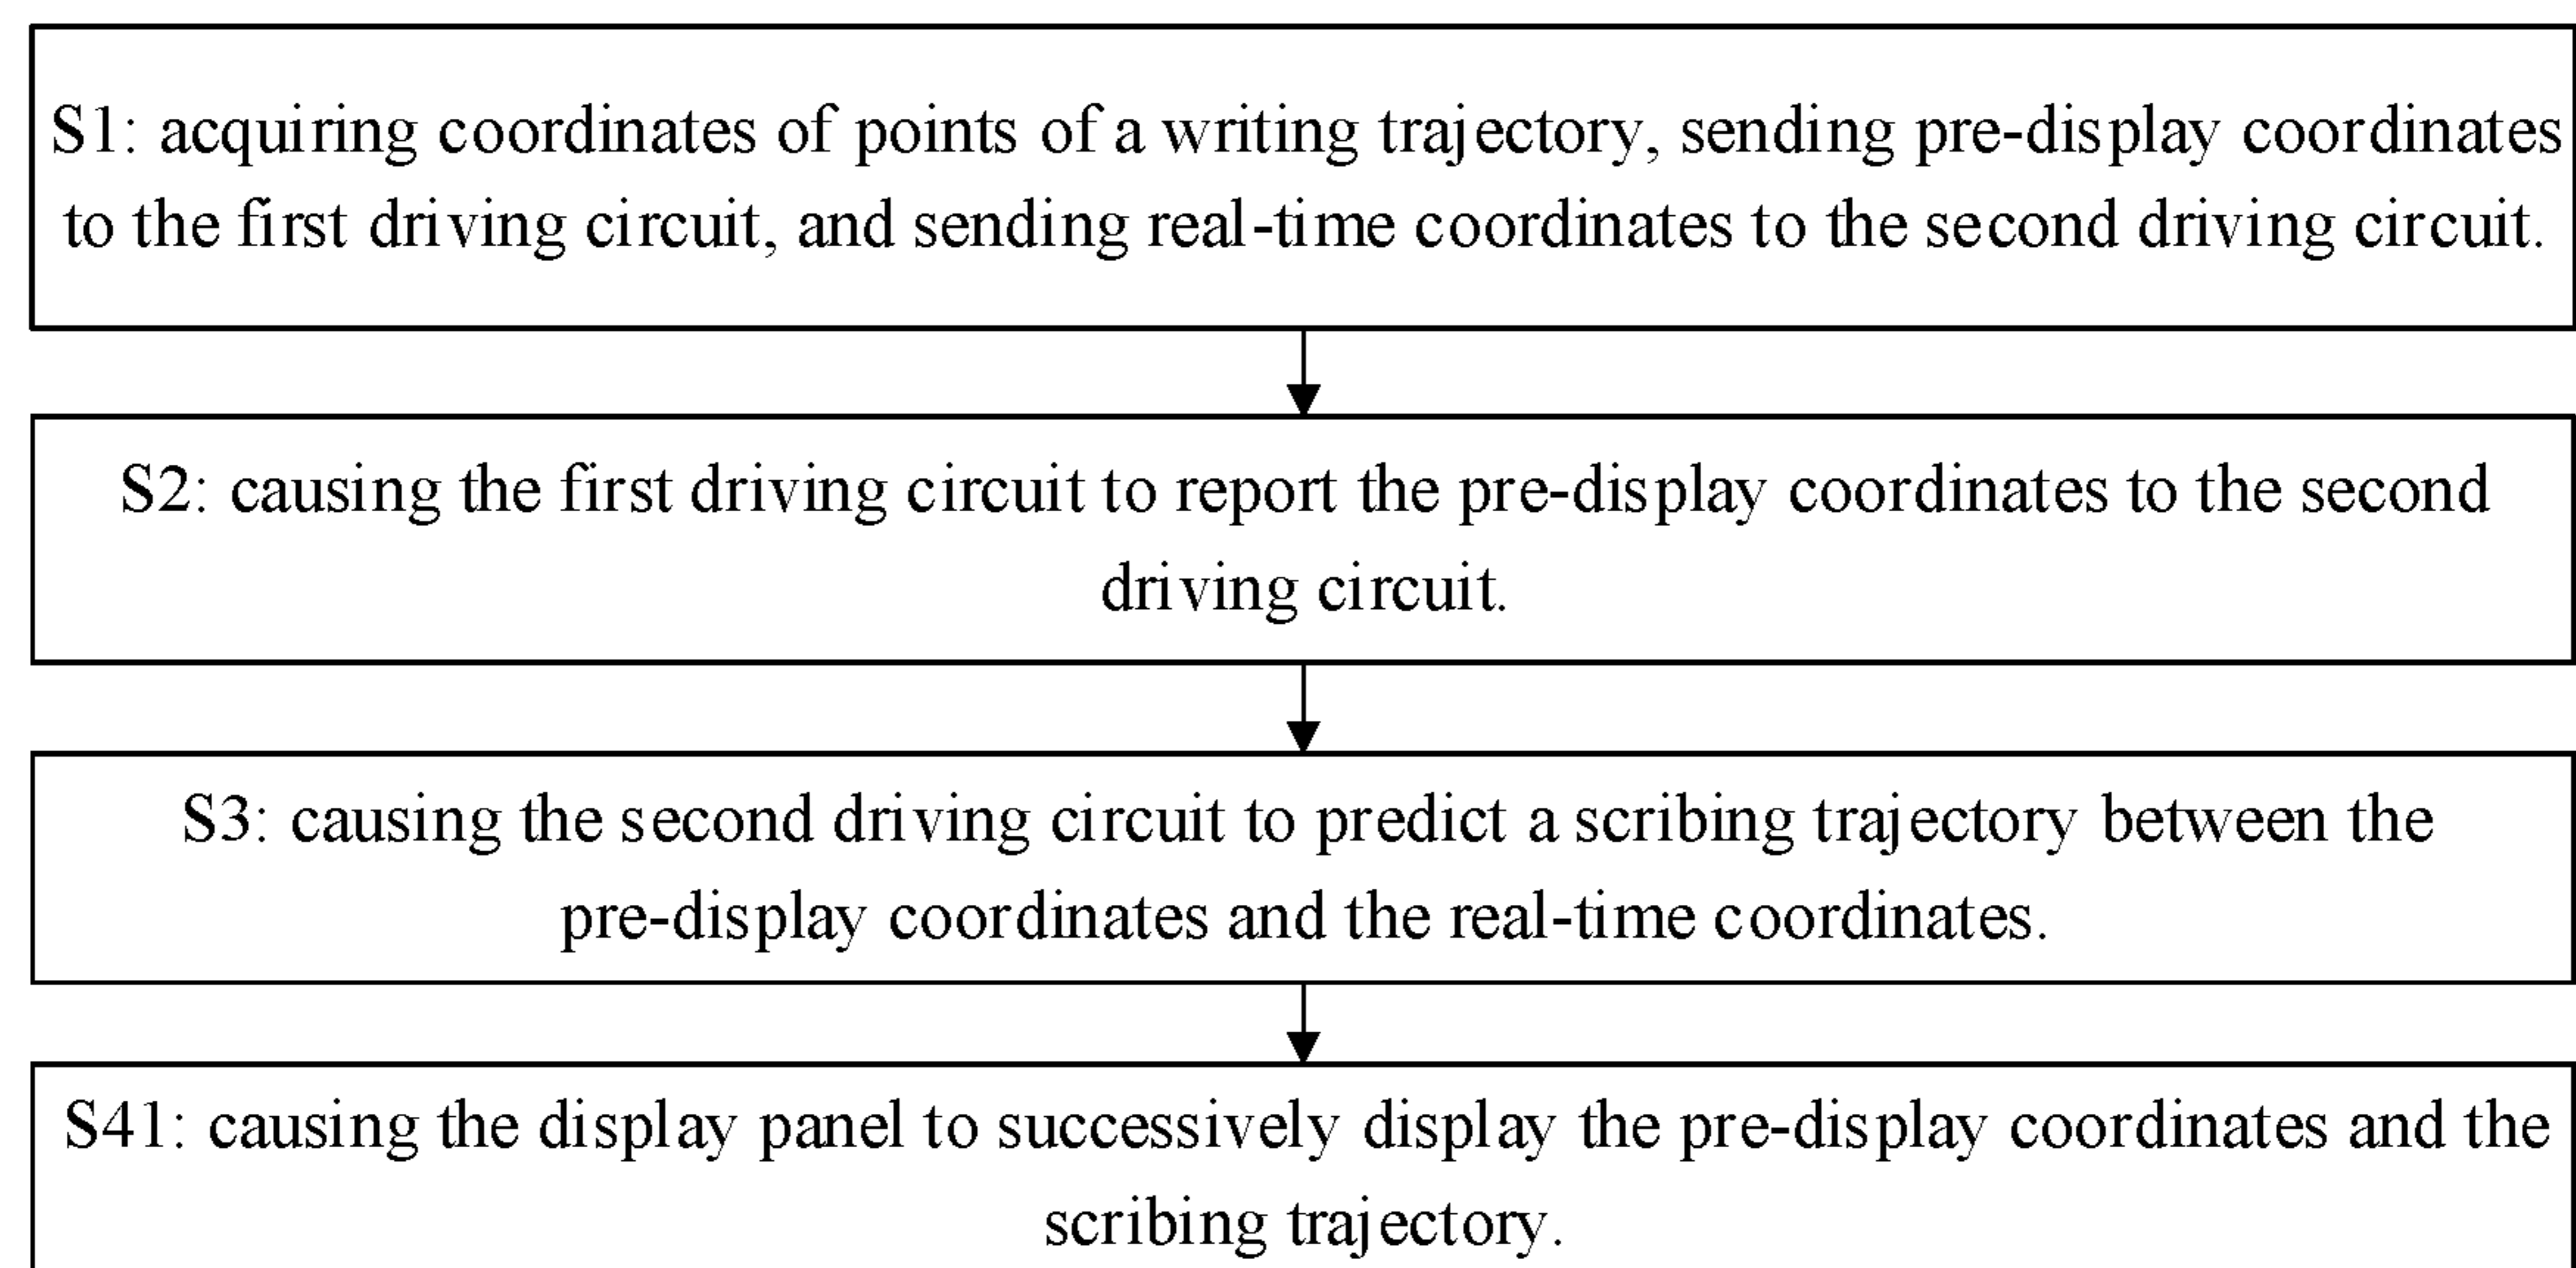 S1: acquiring coordinates of points of a writing trajectory, sending pre-display coordinates
to the first driving circuit, and sending real-time coordinates to the second driving circuit.
S2: causing the first driving circuit to report the pre-display coordinates to the second
driving circuit.
S3: causing the second driving circuit to predict a scribing trajectory between the
pre-display coordinates and the real-time coordinates.
S41: causing the display panel to successively display the pre-display coordinates and the
scribing trajectory.